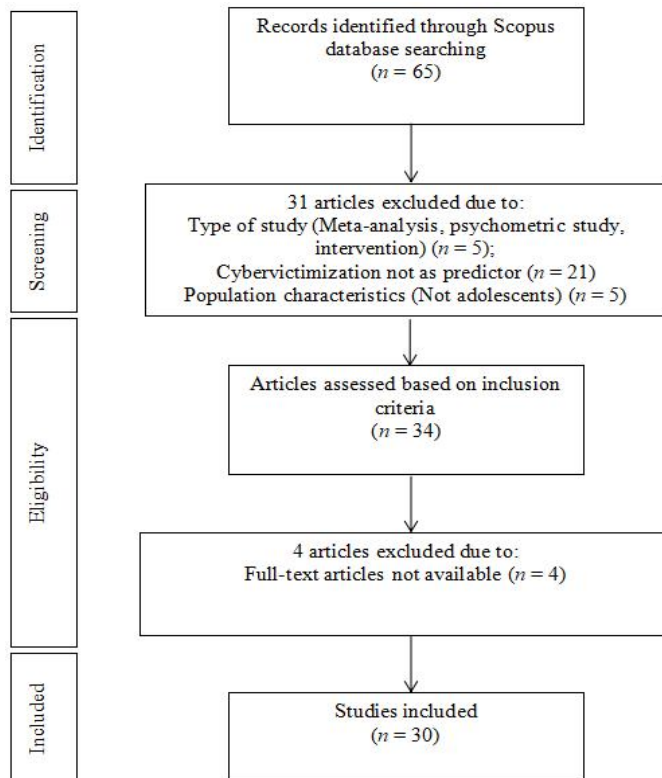 Identification
Records identified through Scopus
database searching
(n = 65)
Screening
31 articles excluded due to:
Type of study (Meta-analysis, psychometric study,
intervention) (n = 5);
Cybervictimization not as predictor (n = 21)
Population characteristics (Not adolescents) (n = 5)
Eligibility
Articles assessed based on inclusion
criteria
(n = 34)
4 articles excluded due to:
Full-text articles not available (n = 4)
Included
Studies included
(n = 30)